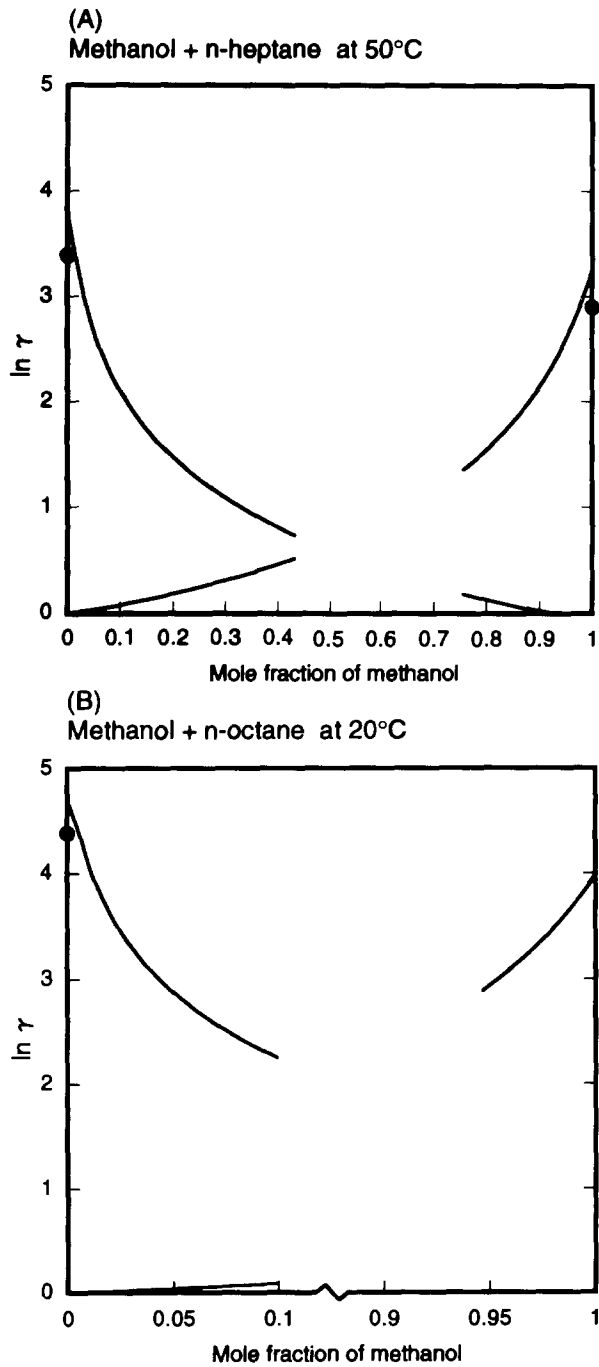 (A)
Methanol + n-heptane at 50°C
5
4
3
2
1
0
ln γ
0 0.1 0.2 0.3 0.4 0.5 0.6 0.7 0.8 0.9 1
Mole fraction of methanol
(B)
Methanol + n-octane at 20°C
5
4
3
2
1
0
ln γ
0 0.05 0.1 0.9 0.95 1
Mole fraction of methanol